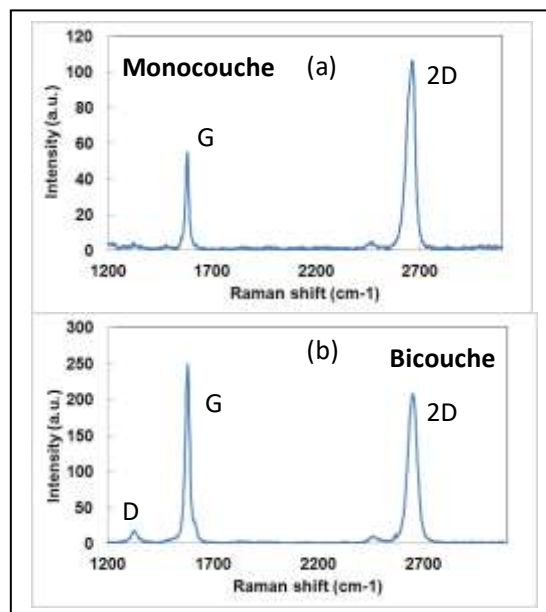 Monocouche (a)
2D
G
Intensity (a.u.)
120
100
80
60
40
20
0
1200 1700 2200 2700
Raman shift (cm-1)
(b) Bicouche
G
2D
D
Intensity (a.u.)
300
250
200
150
100
50
0
1200 1700 2200 2700
Raman shift (cm-1)